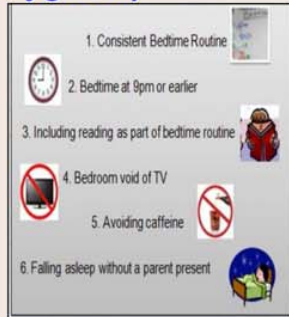 1. Consistent Bedtime Routine
2. Bedtime at 9pm or earlier
3. Including reading as part of bedtime routine
4. Bedroom void of TV
5. Avoiding caffeine
6. Falling asleep without a parent present